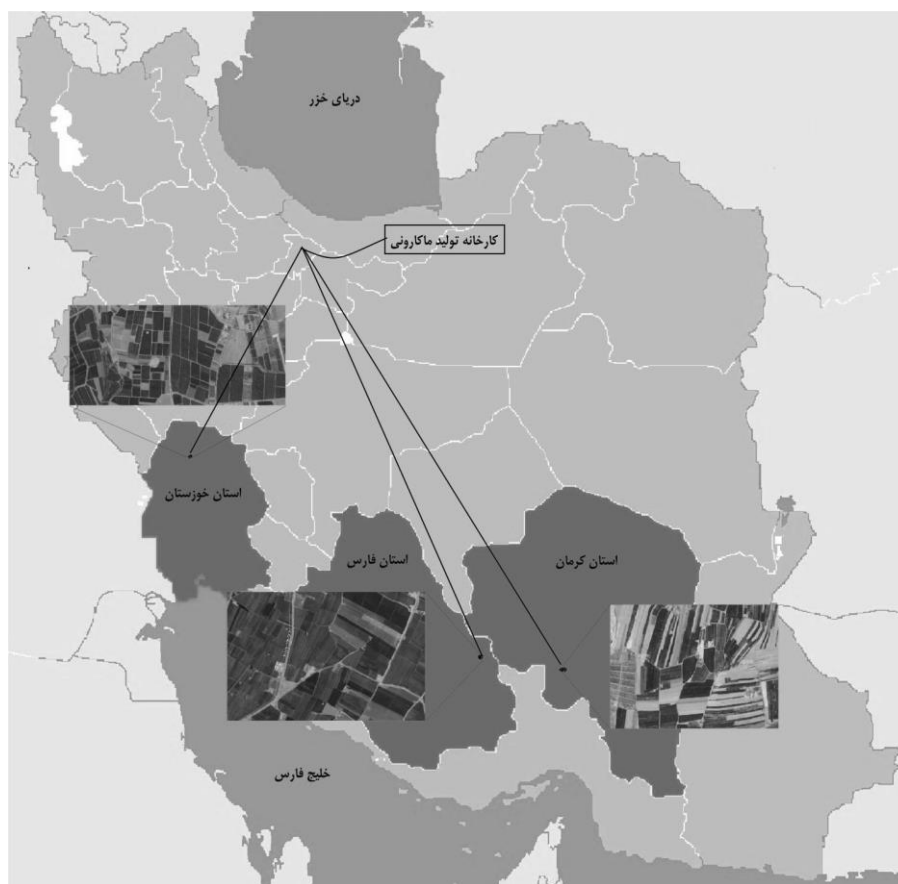 دریای خزر
کارخانه تولید ماکارونی
استان خوزستان
استان فارس
استان کرمان
خلیج فارس